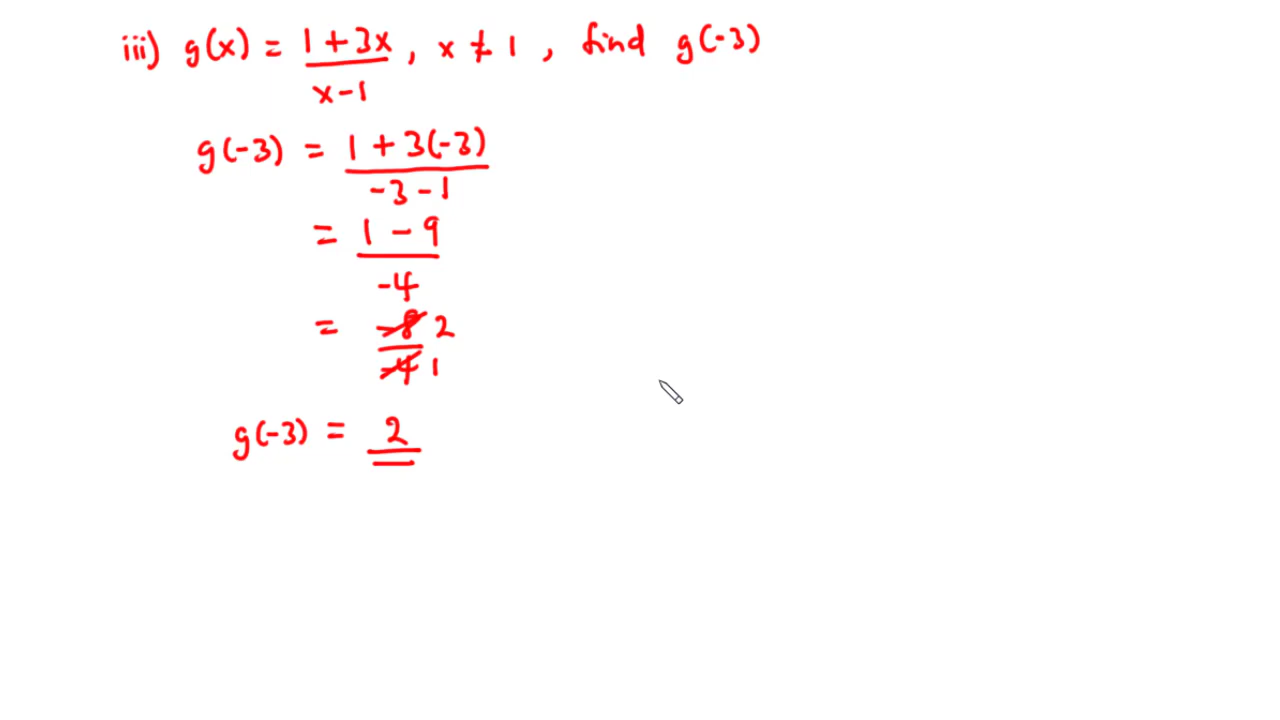 iii) g(x) = 1 + 3x / x - 1 , x ≠ 1 , find g(-3)
g(-3) = 1 + 3(-3) / -3 - 1
= 1 - 9 / -4
= -8 2 / -4 1
g(-3) = 2